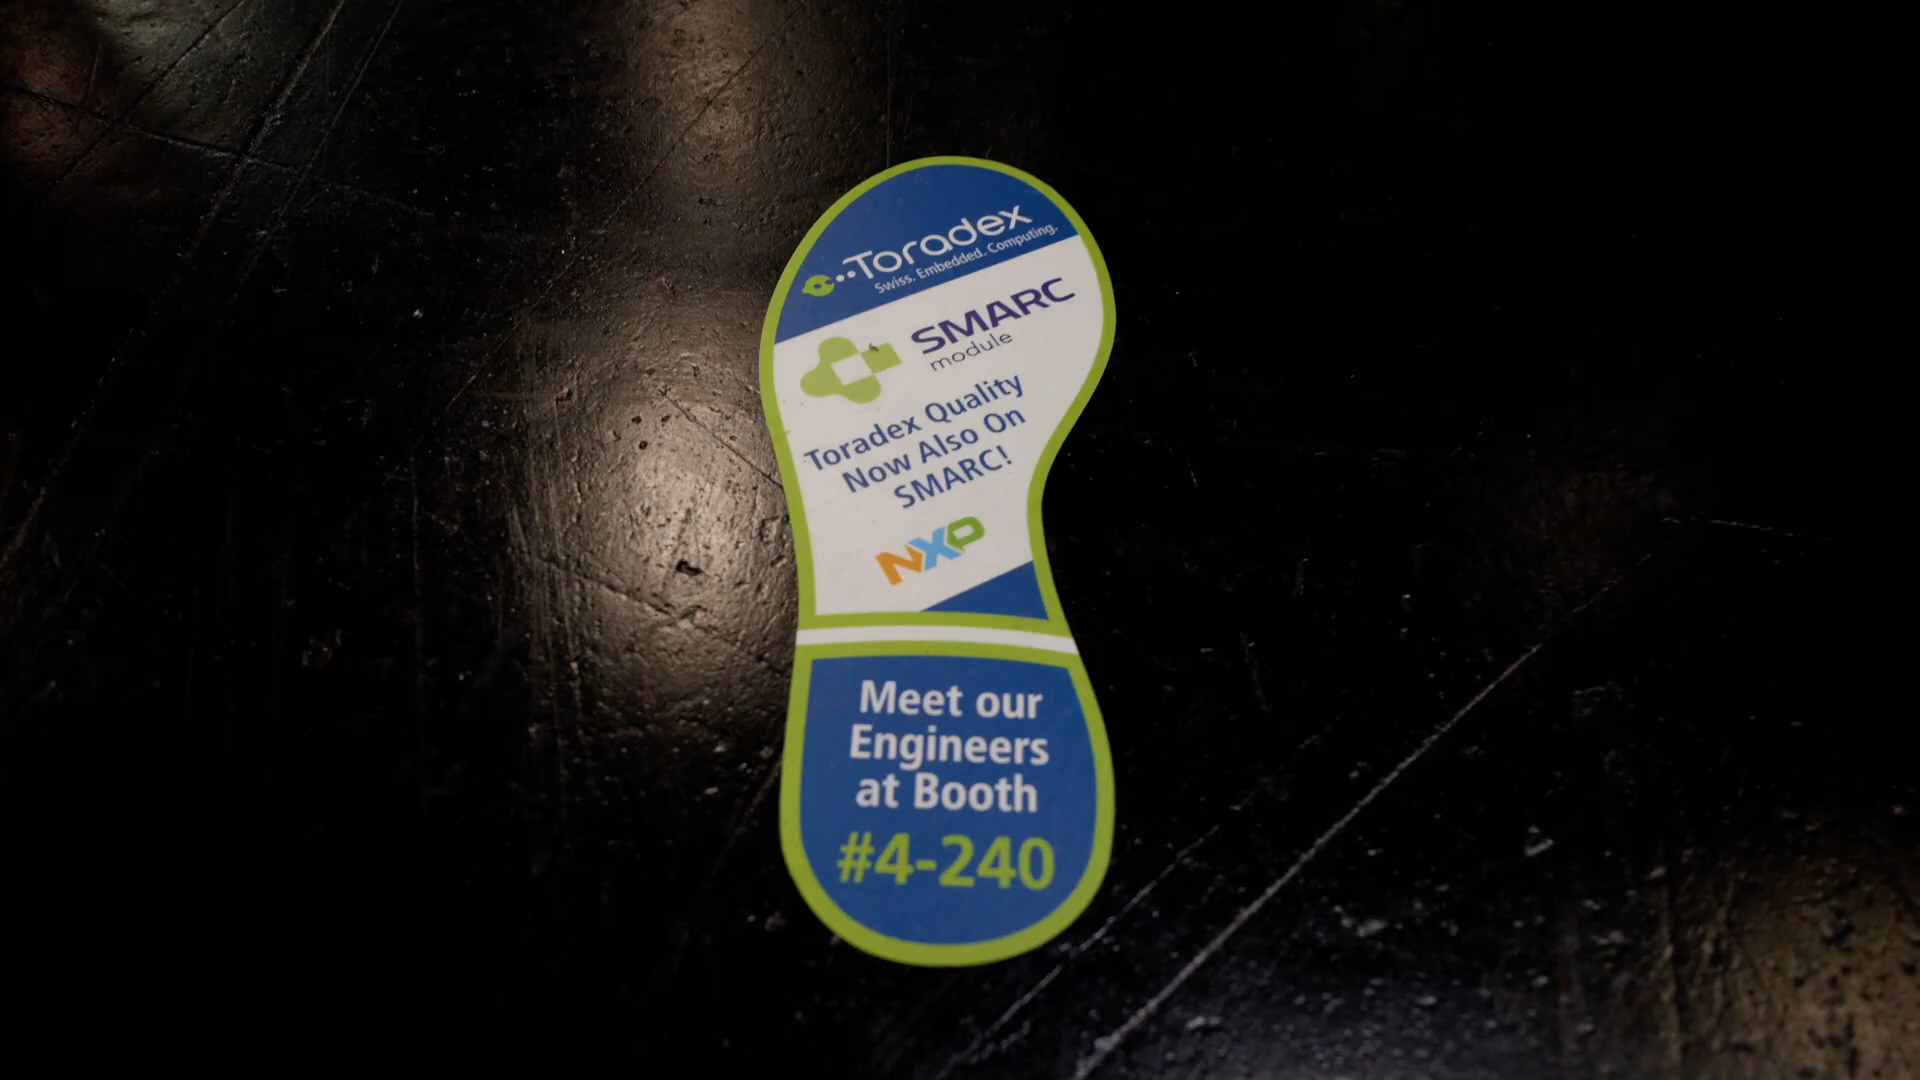 Toradex
Swiss. Embedded. Computing.
SMARC
module
Toradex Quality
Now Also On
SMARC!
NXP
Meet our
Engineers
at Booth
#4-240